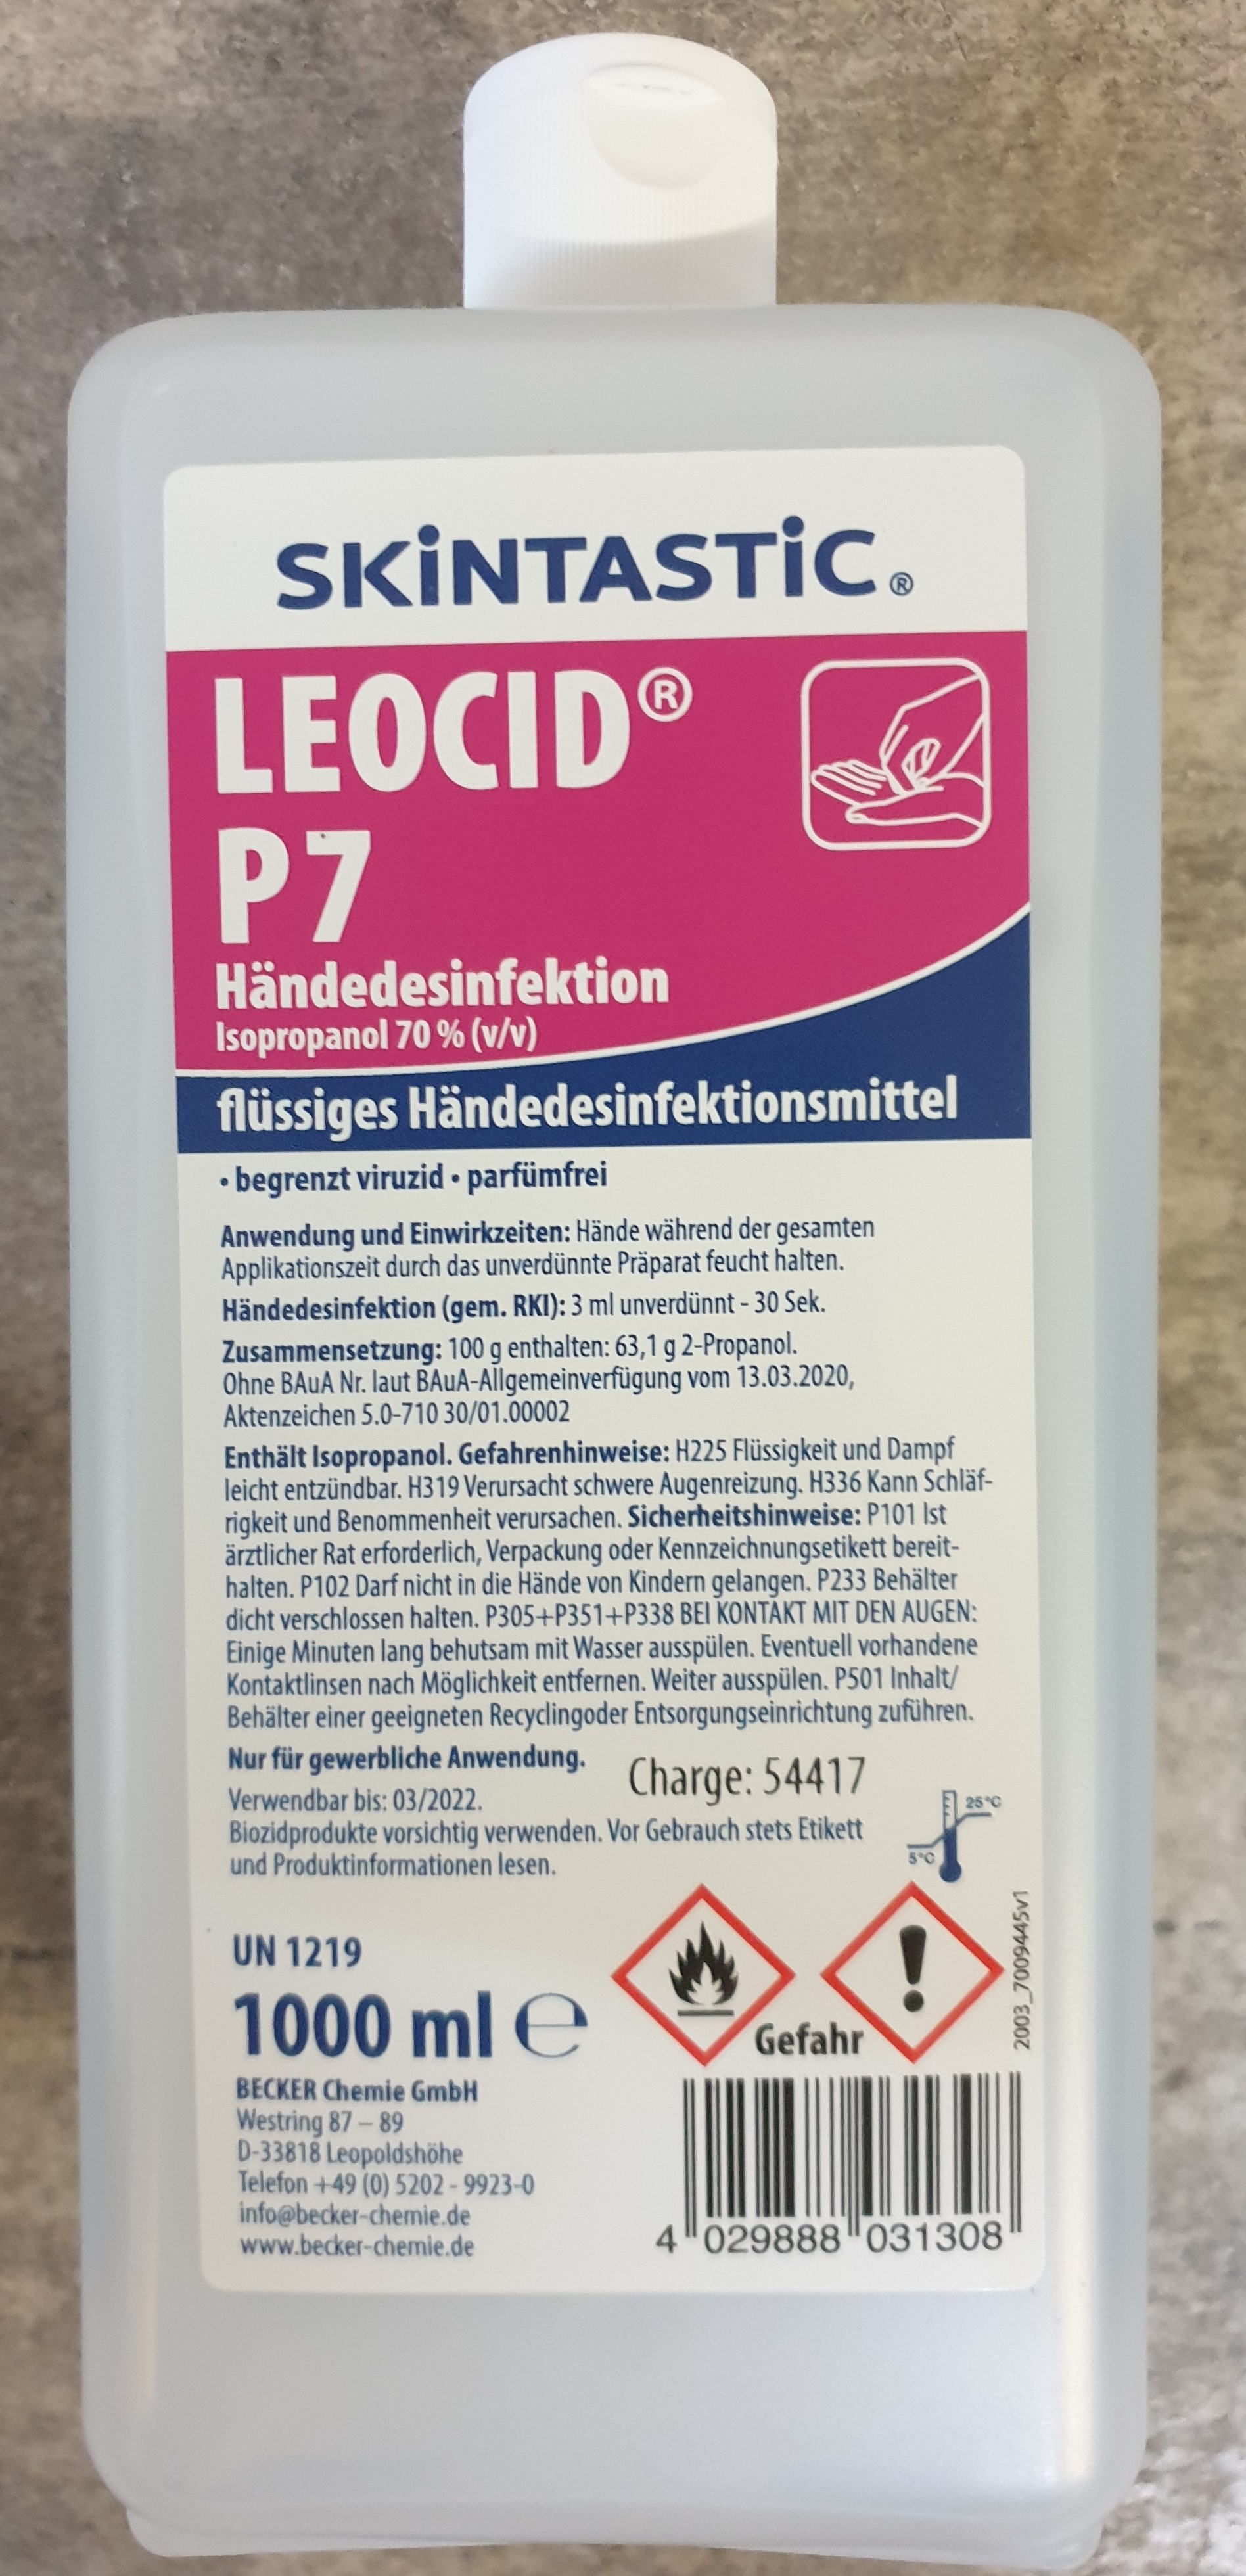 SKiNTASTiC®
LEOCID®
P7
Händedesinfektion
Isopropanol 70 % (v/v)
flüssiges Händedesinfektionsmittel
• begrenzt viruzid • parfümfrei
Anwendung und Einwirkzeiten: Hände während der gesamten
Applikationszeit durch das unverdünnte Präparat feucht halten.
Händedesinfektion (gem. RKI): 3 ml unverdünnt - 30 Sek.
Zusammensetzung: 100 g enthalten: 63,1 g 2-Propanol.
Ohne BAuA Nr. laut BAuA-Allgemeinverfügung vom 13.03.2020,
Aktenzeichen 5.0-710 30/01.00002
Enthält Isopropanol. Gefahrenhinweise: H225 Flüssigkeit und Dampf
leicht entzündbar. H319 Verursacht schwere Augenreizung. H336 Kann Schläf-
rigkeit und Benommenheit verursachen. Sicherheitshinweise: P101 Ist
ärztlicher Rat erforderlich, Verpackung oder Kennzeichnungsetikett bereit-
halten. P102 Darf nicht in die Hände von Kindern gelangen. P233 Behälter
dicht verschlossen halten. P305+P351+P338 BEI KONTAKT MIT DEN AUGEN:
Einige Minuten lang behutsam mit Wasser ausspülen. Eventuell vorhandene
Kontaktlinsen nach Möglichkeit entfernen. Weiter ausspülen. P501 Inhalt/
Behälter einer geeigneten Recyclingoder Entsorgungseinrichtung zuführen.
Nur für gewerbliche Anwendung.
Charge: 54417
Verwendbar bis: 03/2022.
Biozidprodukte vorsichtig verwenden. Vor Gebrauch stets Etikett
und Produktinformationen lesen.
25°C
5°C
UN 1219
1000 ml ℮
Gefahr
2003_7009445v1
BECKER Chemie GmbH
Westring 87 – 89
D-33818 Leopoldshöhe
Telefon +49 (0) 5202 - 9923-0
info@becker-chemie.de
www.becker-chemie.de
4 029888 031308